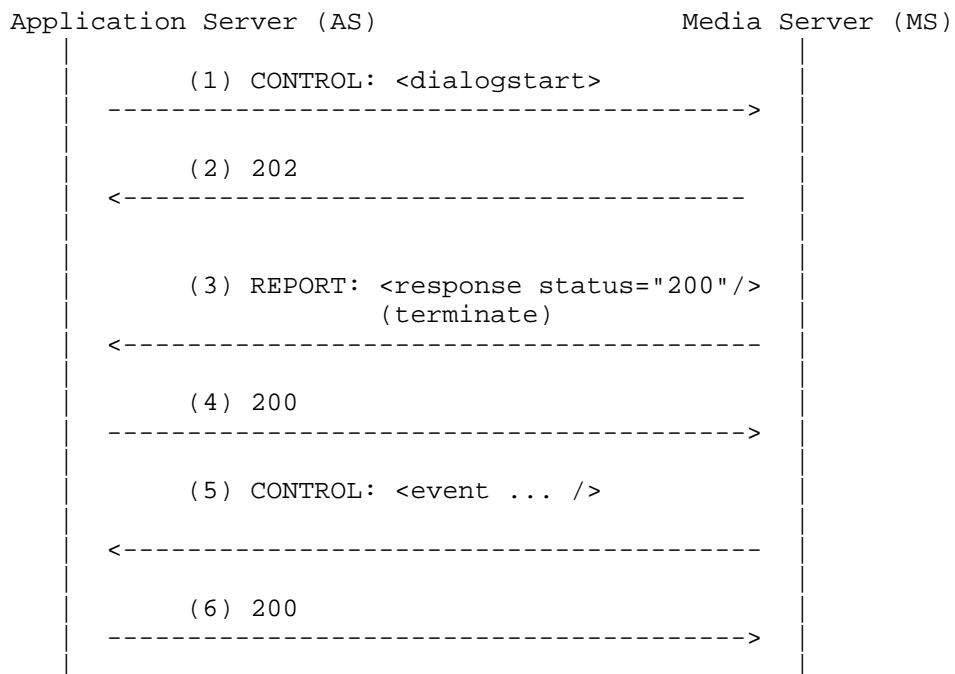 Application Server (AS) Media Server (MS)
(1) CONTROL: <dialogstart>
(2) 202
(3) REPORT: <response status="200"/>
(terminate)
(4) 200
(5) CONTROL: <event ... />
(6) 200